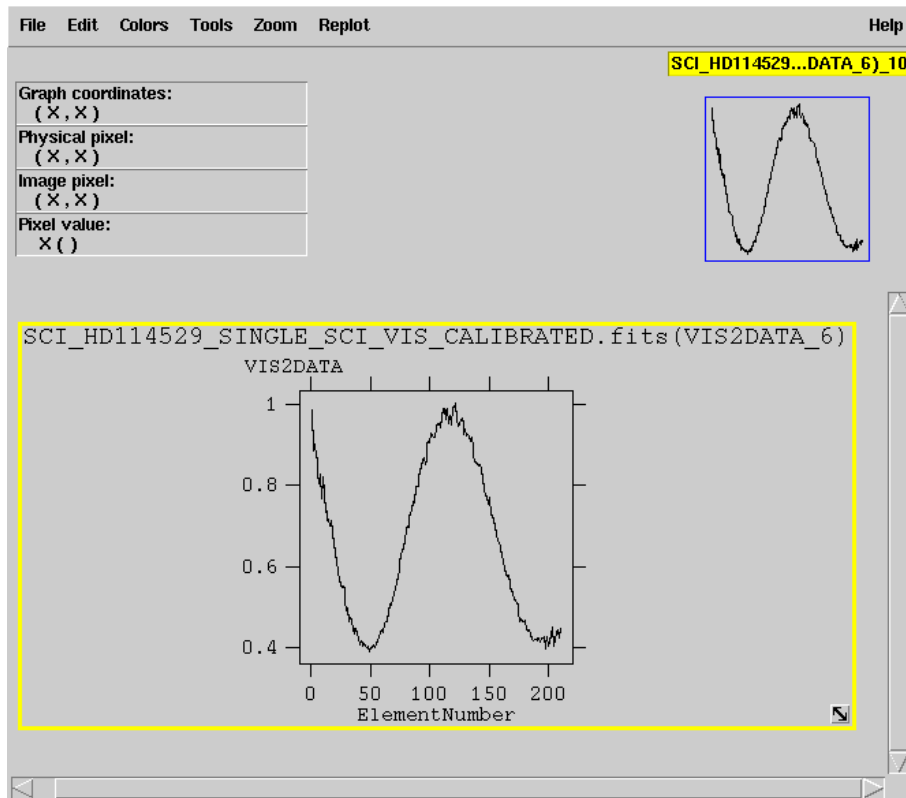 File Edit Colors Tools Zoom Replot Help
SCI_HD114529...DATA_6)_10
Graph coordinates:
(X,X)
Physical pixel:
(X,X)
Image pixel:
(X,X)
Pixel value:
X()
SCI_HD114529_SINGLE_SCI_VIS_CALIBRATED.fits(VIS2DATA_6)
VIS2DATA
1
0.8
0.6
0.4
0 50 100 150 200
ElementNumber